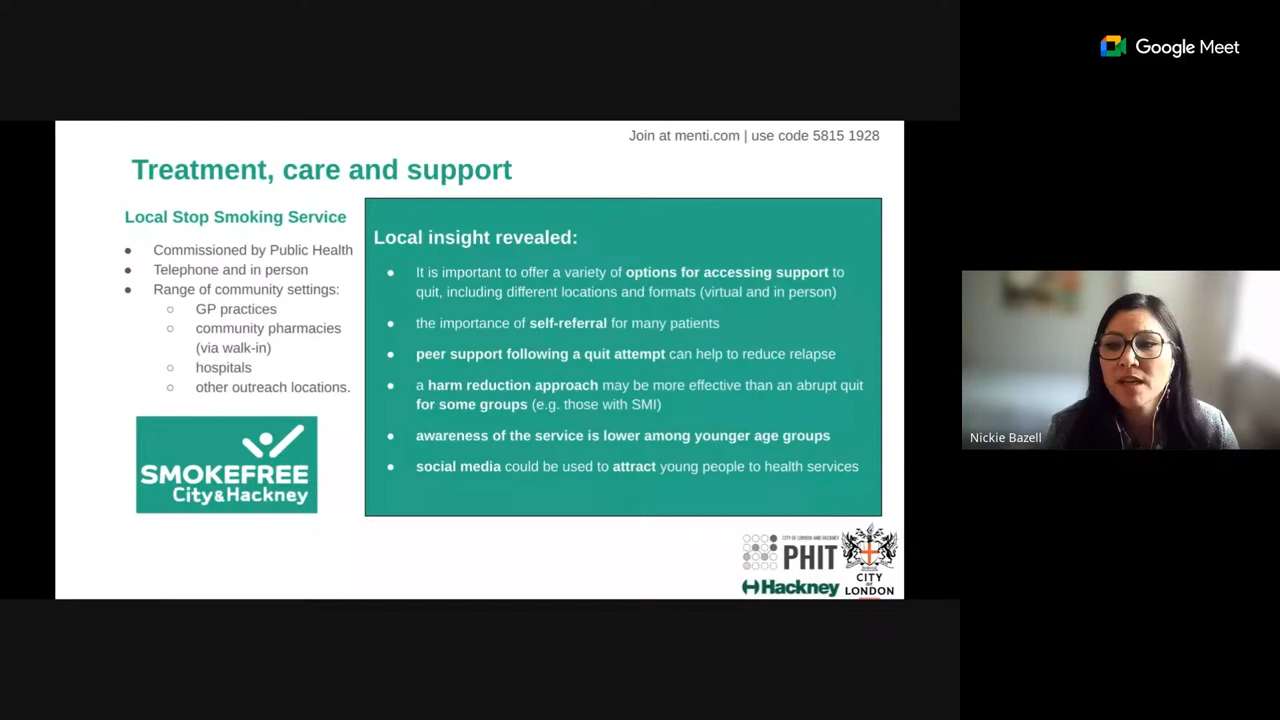 Google Meet
Join at menti.com | use code 5815 1928
Treatment, care and support
Local Stop Smoking Service
● Commissioned by Public Health
● Telephone and in person
● Range of community settings:
○ GP practices
○ community pharmacies
(via walk-in)
○ hospitals
○ other outreach locations.
SMOKEFREE
City&Hackney
Local insight revealed:
● It is important to offer a variety of options for accessing support to
quit, including different locations and formats (virtual and in person)
● the importance of self-referral for many patients
● peer support following a quit attempt can help to reduce relapse
● a harm reduction approach may be more effective than an abrupt quit
for some groups (e.g. those with SMI)
● awareness of the service is lower among younger age groups
● social media could be used to attract young people to health services
CITY OF LONDON AND HACKNEY
PHIT
Hackney
CITY
OF
LONDON
Nickie Bazell